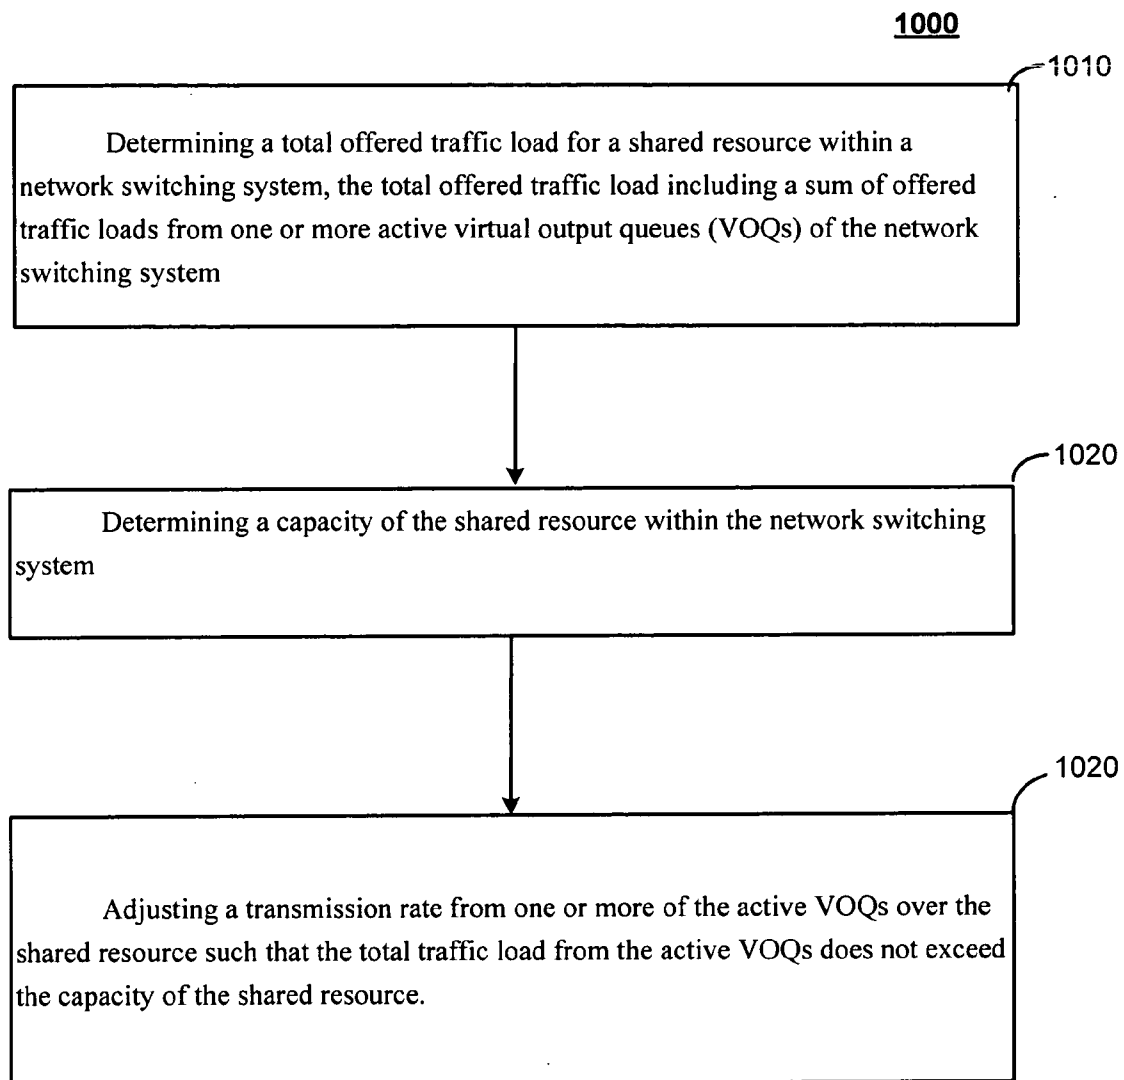 1000
1010
Determining a total offered traffic load for a shared resource within a
network switching system, the total offered traffic load including a sum of offered
traffic loads from one or more active virtual output queues (VOQs) of the network
switching system
1020
Determining a capacity of the shared resource within the network switching
system
1020
Adjusting a transmission rate from one or more of the active VOQs over the
shared resource such that the total traffic load from the active VOQs does not exceed
the capacity of the shared resource.